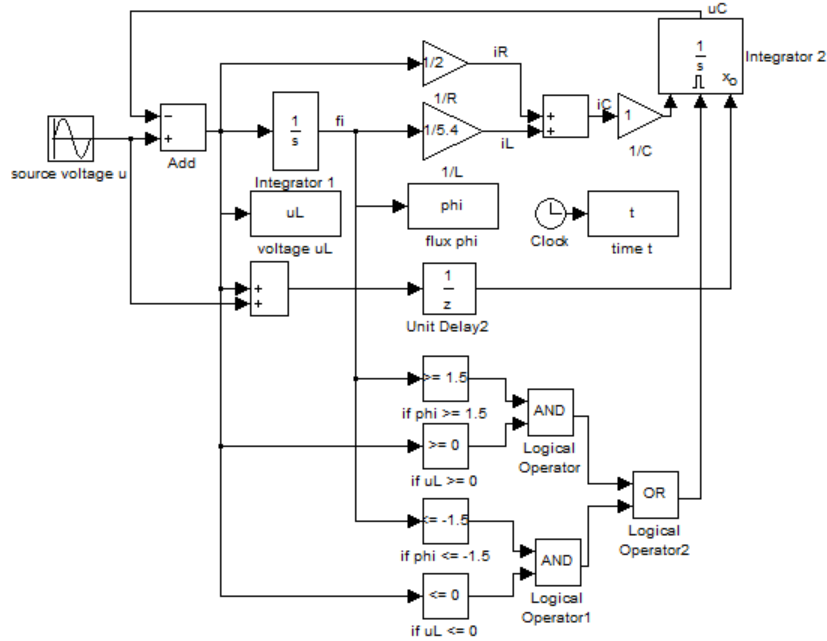 uC
1
s
xo
Integrator 2
1/2
iR
1/R
-
+
Add
source voltage u
1
s
Integrator 1
fi
1/5.4
iL
1/L
+
+
iC
1
1/C
uL
voltage uL
phi
flux phi
Clock
t
time t
+
+
1
z
Unit Delay2
>= 1.5
if phi >= 1.5
AND
Logical
Operator
>= 0
if uL >= 0
OR
Logical
Operator2
<= -1.5
if phi <= -1.5
AND
Logical
Operator1
<= 0
if uL <= 0